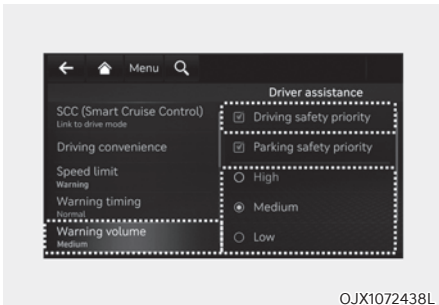 Menu
Driver assistance
SCC (Smart Cruise Control)
Link to drive mode
Driving convenience
Speed limit
Warning
Warning timing
Normal
Warning volume
Medium
Driving safety priority
Parking safety priority
High
Medium
Low
OJX1072438L